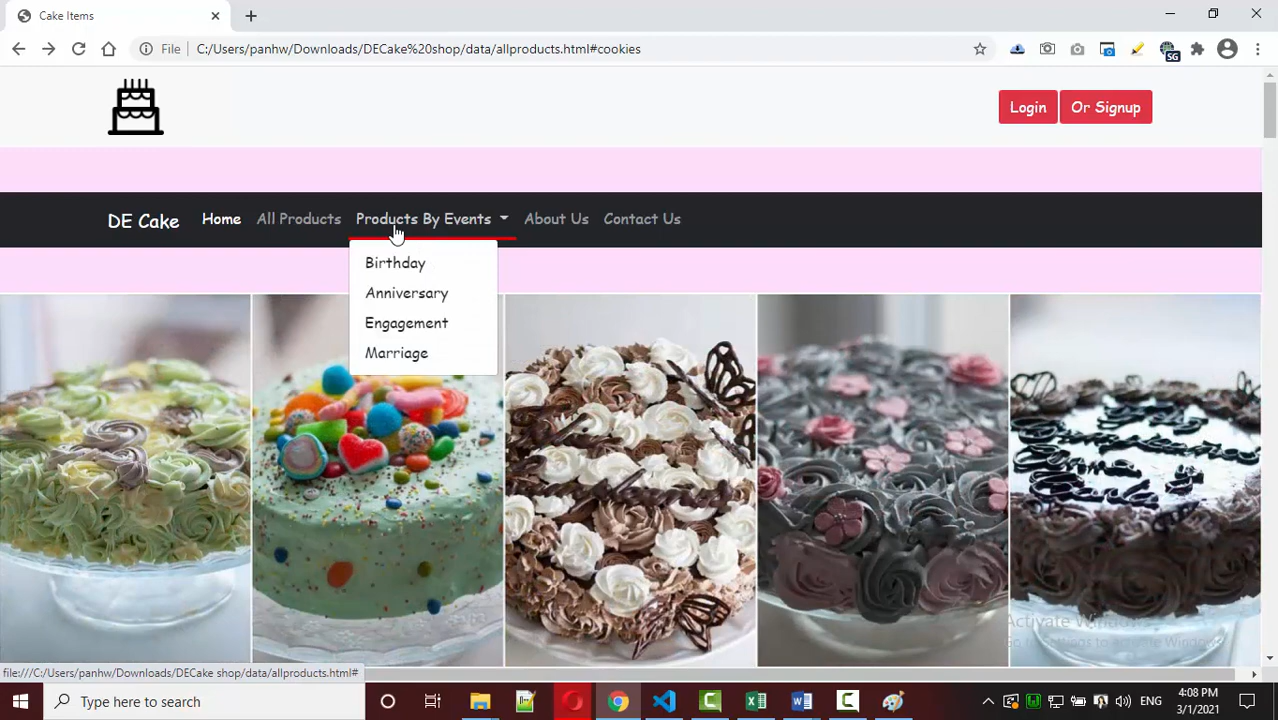 Cake Items
File
C:/Users/panhw/Downloads/DECake%20shop/data/allproducts.html#cookies
SG
Login
Or Signup
DE Cake
Home
All Products
Products By Events
About Us
Contact Us
Birthday
Anniversary
Engagement
Marriage
Activate Windows
file:///C:/Users/panhw/Downloads/DECake shop/data/allproducts.html#
Type here to search
ENG
4:08 PM
3/1/2021